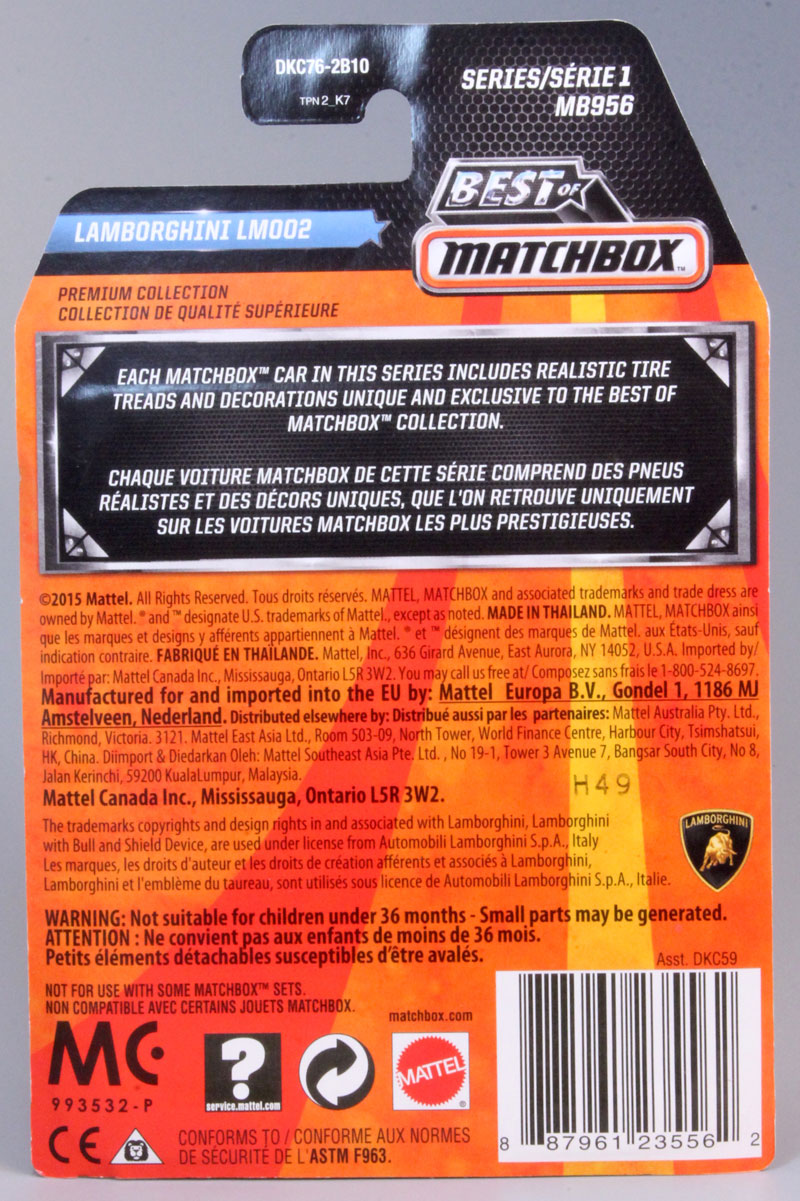 DKC76-2B10
TPN 2_K7
SERIES/SÉRIE 1
MB956
BEST OF
MATCHBOX™
LAMBORGHINI LM002
PREMIUM COLLECTION
COLLECTION DE QUALITÉ SUPÉRIEURE
EACH MATCHBOX™ CAR IN THIS SERIES INCLUDES REALISTIC TIRE
TREADS AND DECORATIONS UNIQUE AND EXCLUSIVE TO THE BEST OF
MATCHBOX™ COLLECTION.
CHAQUE VOITURE MATCHBOX DE CETTE SÉRIE COMPREND DES PNEUS
RÉALISTES ET DES DÉCORS UNIQUES, QUE L'ON RETROUVE UNIQUEMENT
SUR LES VOITURES MATCHBOX LES PLUS PRESTIGIEUSES.
©2015 Mattel. All Rights Reserved. Tous droits réservés. MATTEL, MATCHBOX and associated trademarks and trade dress are
owned by Mattel. ® and ™ designate U.S. trademarks of Mattel, except as noted. MADE IN THAILAND. MATTEL, MATCHBOX ainsi
que les marques et designs y afférents appartiennent à Mattel. ® et ™ désignent des marques de Mattel. aux États-Unis, sauf
indication contraire. FABRIQUÉ EN THAÏLANDE. Mattel, Inc., 636 Girard Avenue, East Aurora, NY 14052, U.S.A. Imported by/
Importé par: Mattel Canada Inc., Mississauga, Ontario L5R 3W2. You may call us free at/ Composez sans frais le 1-800-524-8697.
Manufactured for and imported into the EU by: Mattel Europa B.V., Gondel 1, 1186 MJ
Amstelveen, Nederland. Distributed elsewhere by: Distribué aussi par les partenaires: Mattel Australia Pty. Ltd.,
Richmond, Victoria. 3121. Mattel East Asia Ltd., Room 503-09, North Tower, World Finance Centre, Harbour City, Tsimshatsui,
HK, China. Diimport & Diedarkan Oleh: Mattel Southeast Asia Pte. Ltd. , No 19-1, Tower 3 Avenue 7, Bangsar South City, No 8,
Jalan Kerinchi, 59200 KualaLumpur, Malaysia.
H49
Mattel Canada Inc., Mississauga, Ontario L5R 3W2.
The trademarks copyrights and design rights in and associated with Lamborghini, Lamborghini
with Bull and Shield Device, are used under license from Automobili Lamborghini S.p.A., Italy
Les marques, les droits d'auteur et les droits de création afférents et associés à Lamborghini,
Lamborghini et l'emblème du taureau, sont utilisés sous licence de Automobili Lamborghini S.p.A., Italie.
LAMBORGHINI
WARNING: Not suitable for children under 36 months - Small parts may be generated.
ATTENTION : Ne convient pas aux enfants de moins de 36 mois.
Petits éléments détachables susceptibles d'être avalés.
Asst. DKC59
NOT FOR USE WITH SOME MATCHBOX™ SETS.
NON COMPATIBLE AVEC CERTAINS JOUETS MATCHBOX.
matchbox.com
MC
993532-P
?
service.mattel.com
MATTEL
®
CE
CONFORMS TO / CONFORME AUX NORMES
DE SÉCURITÉ DE L'ASTM F963.
8 87961 23556 2